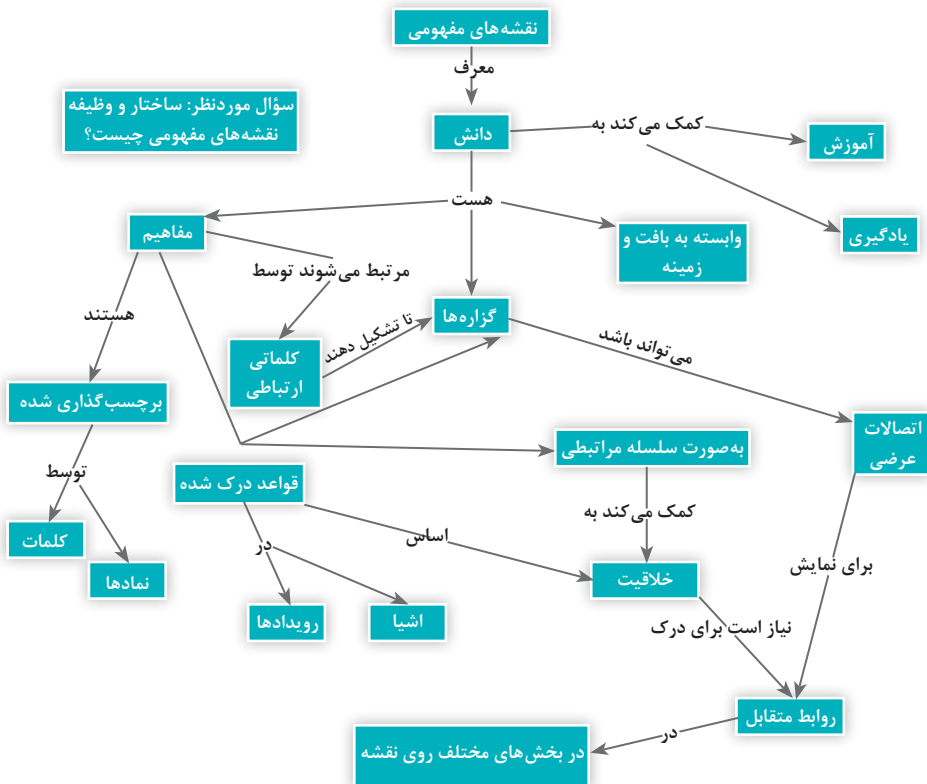 نقشه‌های مفهومی
معرف
سؤال موردنظر: ساختار و وظیفه
نقشه‌های مفهومی چیست؟
دانش
کمک می‌کند به
آموزش
هست
مفاهیم
وابسته به بافت و
زمینه
یادگیری
مرتبط می‌شوند توسط
هستند
گزاره‌ها
تا تشکیل دهند
می‌تواند باشد
کلماتی
ارتباطی
برچسب‌گذاری شده
اتصالات
عرضی
به‌صورت سلسله مراتبطی
توسط
قواعد درک شده
کمک می‌کند به
کلمات
نمادها
در
اساس
خلاقیت
برای نمایش
رویدادها
اشیا
نیاز است برای درک
روابط متقابل
در
در بخش‌های مختلف روی نقشه